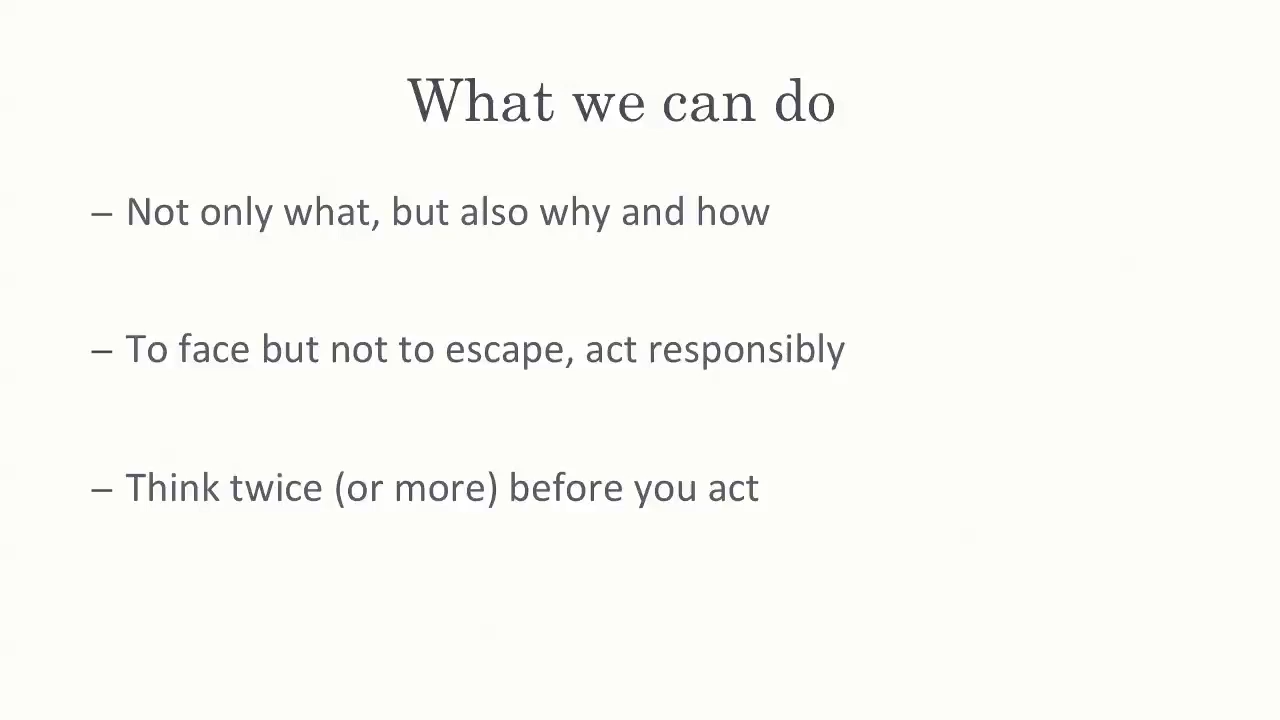 What we can do
– Not only what, but also why and how
– To face but not to escape, act responsibly
– Think twice (or more) before you act